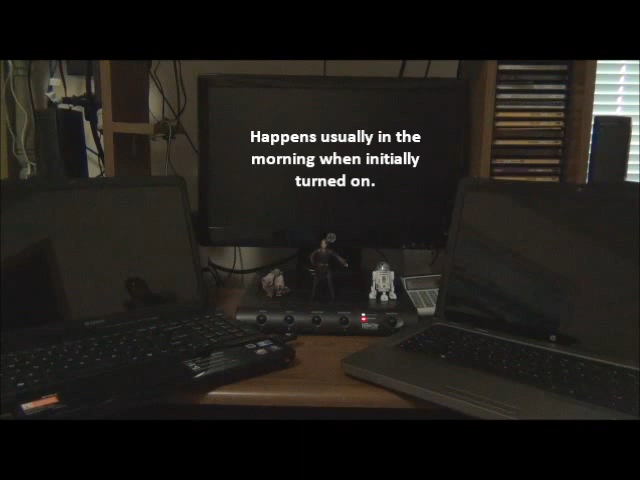 Happens usually in the
morning when initially
turned on.